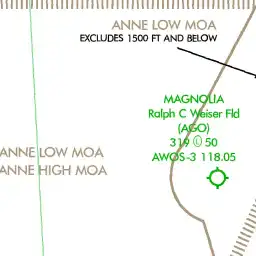 ANNE LOW MOA
EXCLUDES 1500 FT AND BELOW
MAGNOLIA
Ralph C Weiser Fld
(AGO)
319 50
AWOS-3 118.05
ANNE LOW MOA
ANNE HIGH MOA